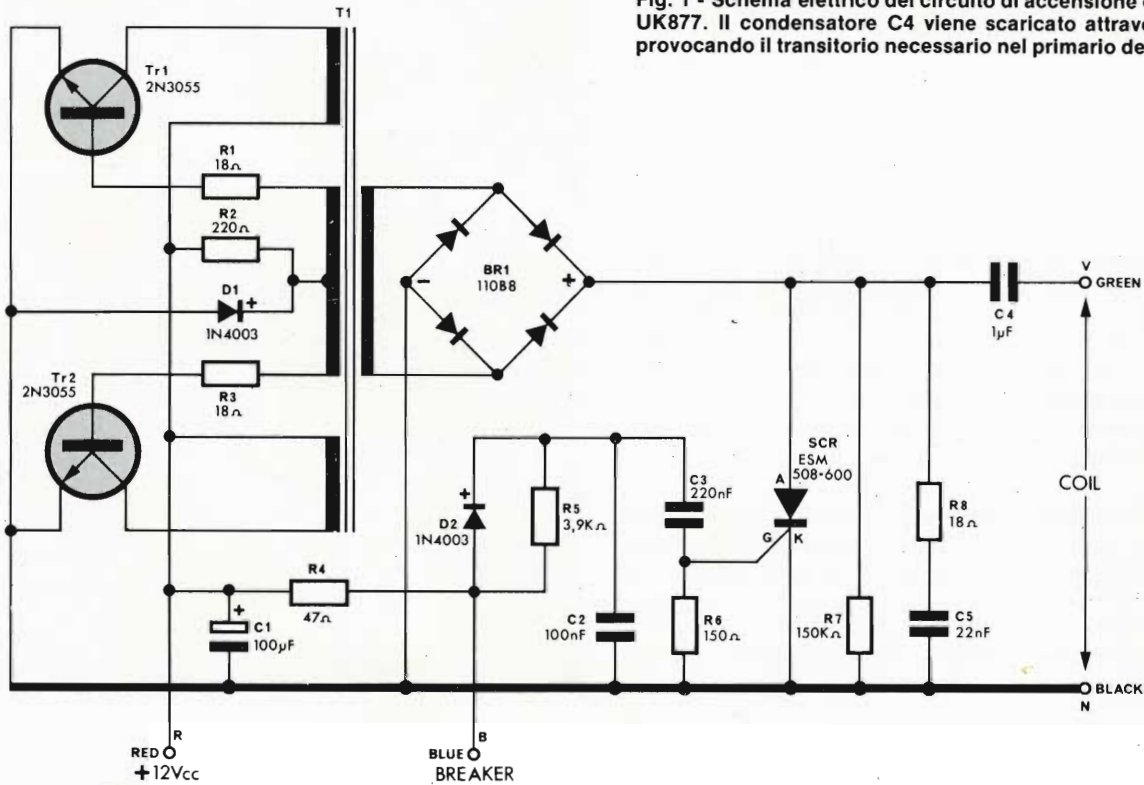 Fig. 1 - Schema elettrico del circuito di accensione
UK877. Il condensatore C4 viene scaricato
provocando il transitorio necessario nel primario
T1
Tr1
2N3055
R1
18Ω
R2
220Ω
D1
+
1N4003
R3
18Ω
Tr2
2N3055
BR1
110B8
-
+
C4
1µF
V
GREEN
SCR
ESM
508-600
A
G
K
C3
220nF
R8
18Ω
COIL
+
D2
1N4003
R5
3,9KΩ
R4
47Ω
+
C1
100µF
C2
100nF
R6
150Ω
R7
150KΩ
C5
22nF
BLACK
N
R
RED
+12Vcc
B
BLUE
BREAKER